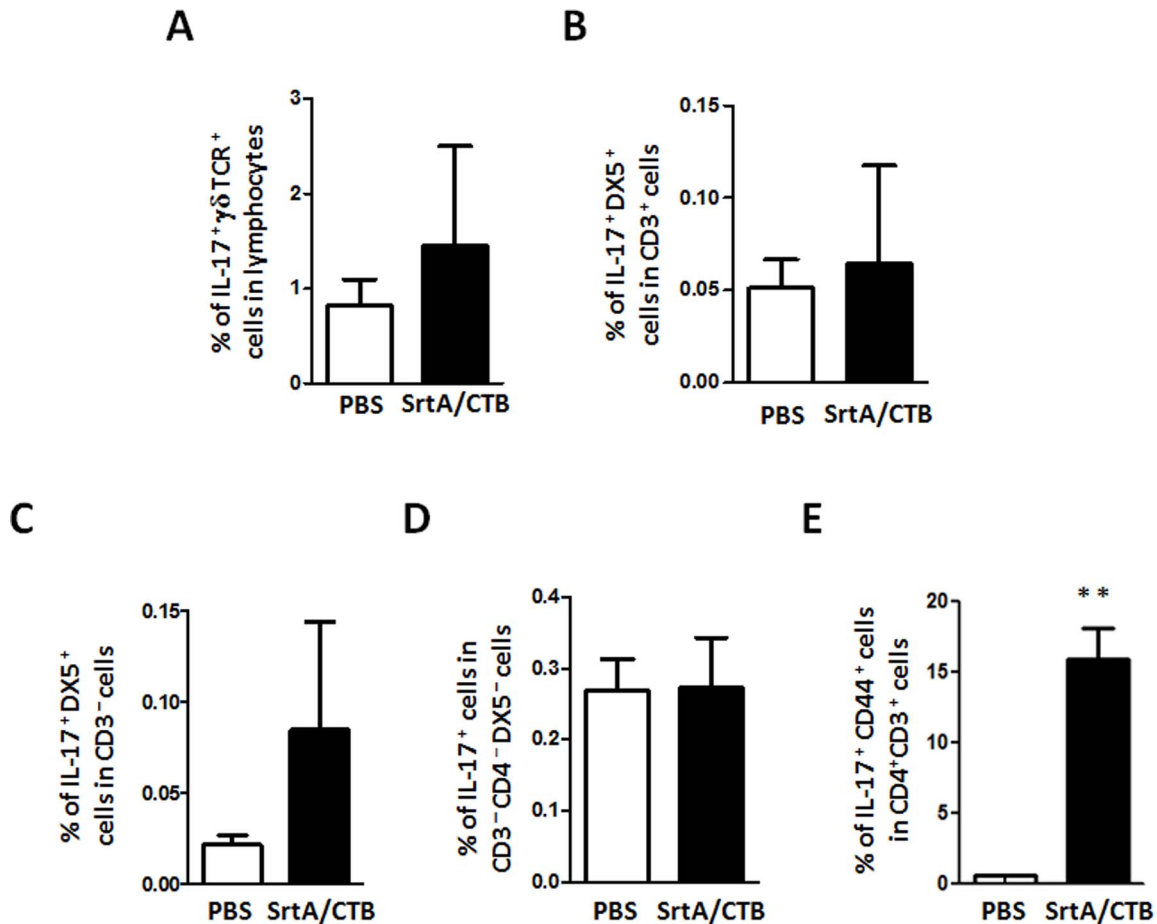 A
% of IL-17⁺γδTCR⁺
cells in lymphocytes
3
2
1
0
PBS SrtA/CTB
B
% of IL-17⁺DX5⁺
cells in CD3⁺ cells
0.15
0.10
0.05
0.00
PBS SrtA/CTB
C
% of IL-17⁺DX5⁺
cells in CD3⁻cells
0.15
0.10
0.05
0.00
PBS SrtA/CTB
D
% of IL-17⁺ cells in
CD3⁻CD4⁻DX5⁻cells
0.4
0.3
0.2
0.1
0.0
PBS SrtA/CTB
E
% of IL-17⁺ CD44⁺ cells
in CD4⁺CD3⁺ cells
20
15
10
5
0
**
PBS SrtA/CTB